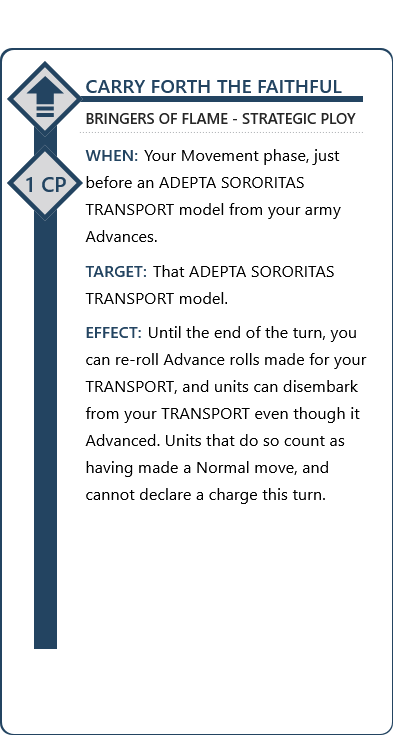 CARRY FORTH THE FAITHFUL
BRINGERS OF FLAME - STRATEGIC PLOY
1 CP
WHEN: Your Movement phase, just
before an ADEPTA SORORITAS
TRANSPORT model from your army
Advances.
TARGET: That ADEPTA SORORITAS
TRANSPORT model.
EFFECT: Until the end of the turn, you
can re-roll Advance rolls made for your
TRANSPORT, and units can disembark
from your TRANSPORT even though it
Advanced. Units that do so count as
having made a Normal move, and
cannot declare a charge this turn.